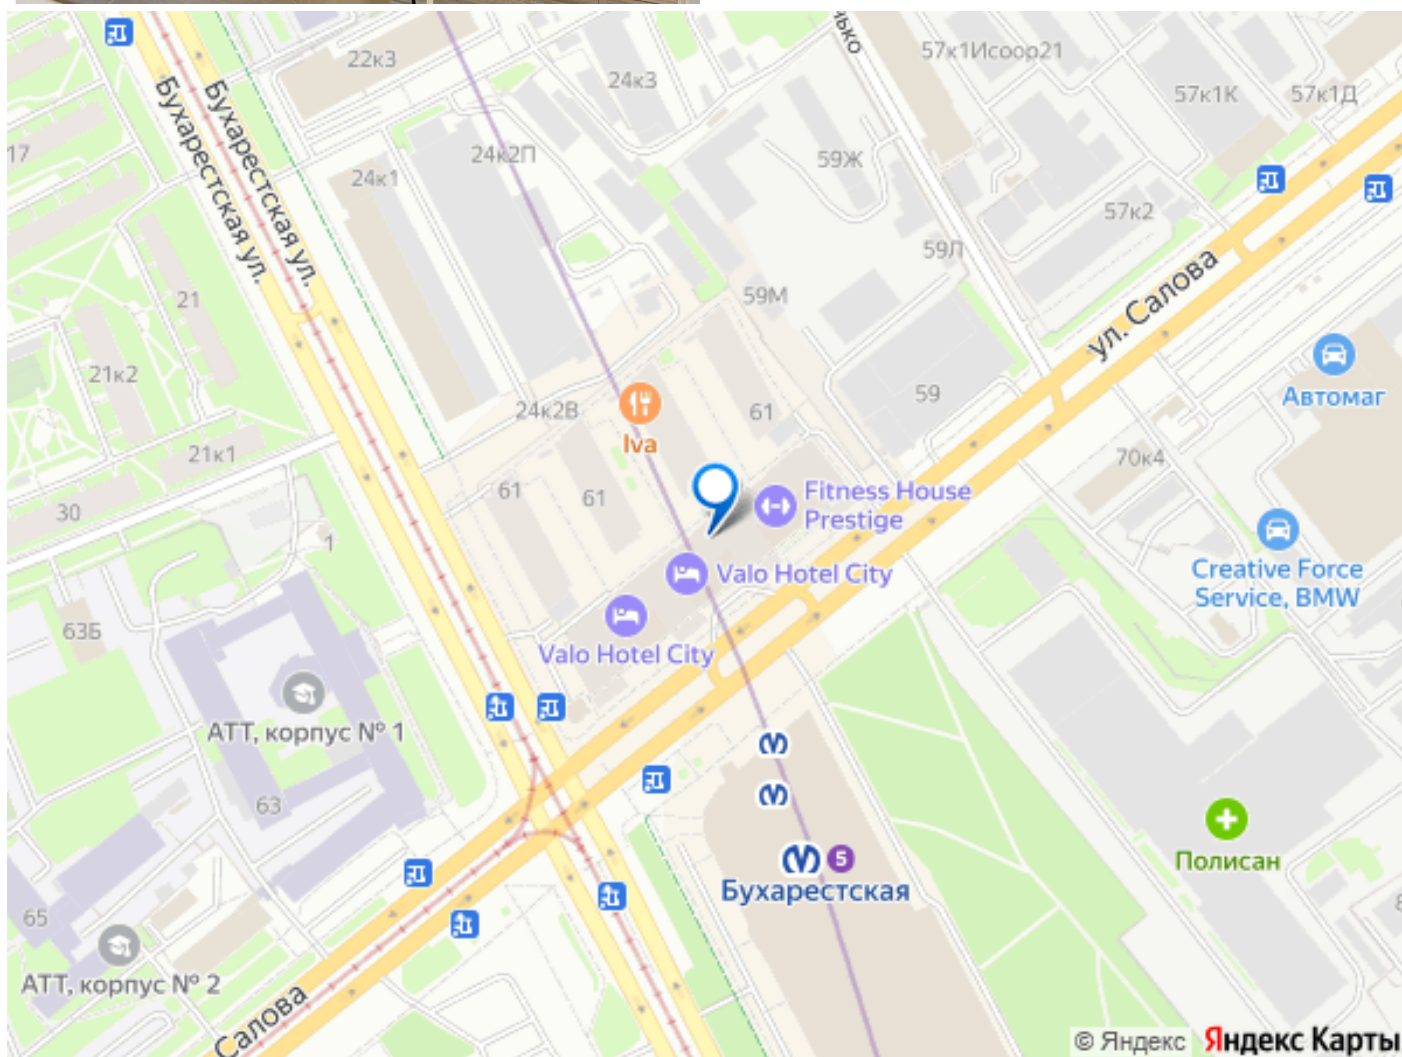 22к3
24к3
нько
57к1Исоор21
57к1К
57к1Д
Бухарестская ул.
Бухарестская ул.
17
24к1
24к2П
59Ж
57к2
59Л
ул. Салова
59М
21
21к2
Автомаг
24к2В
Iva
61
59
21к1
70к4
30
61
61
Fitness House
Prestige
1
Valo Hotel City
Creative Force
Service, BMW
63Б
Valo Hotel City
АТТ, корпус № 1
63
Полисан
5
Бухарестская
65
АТТ, корпус № 2
Салова
© Яндекс
Яндекс Карты